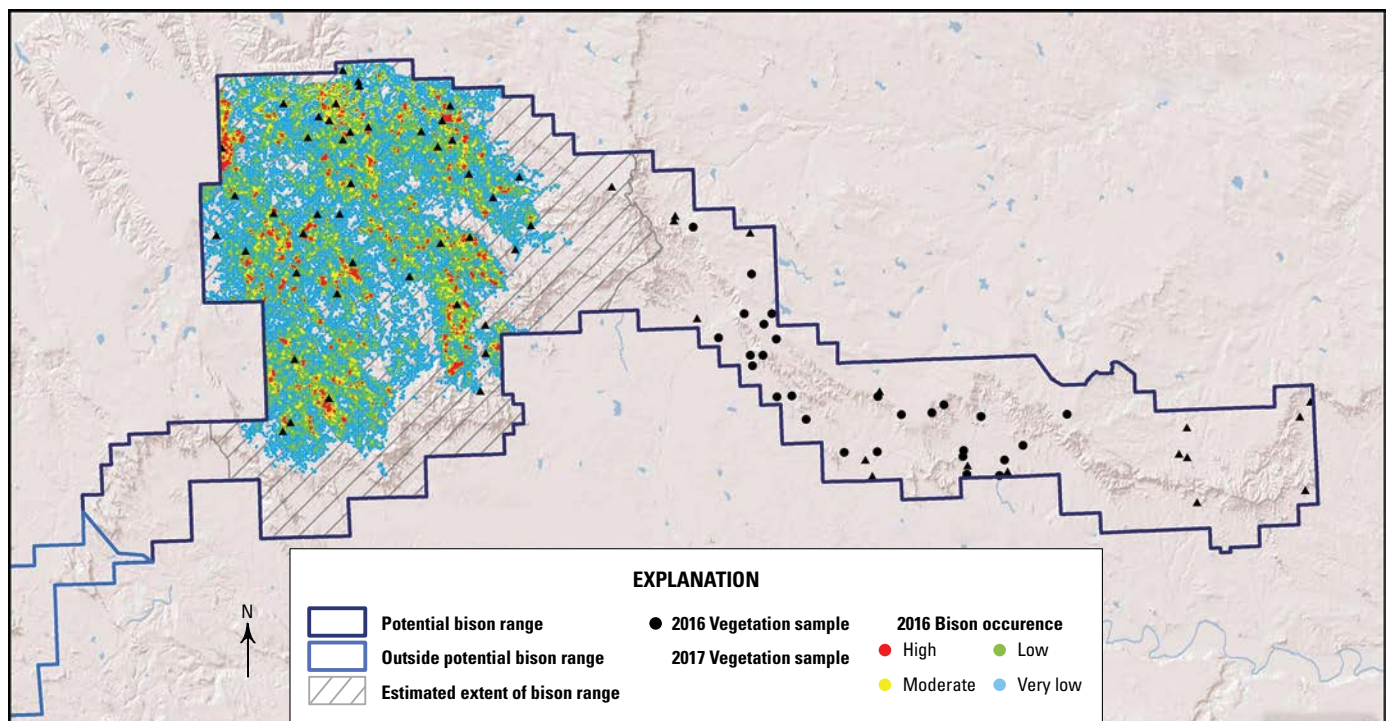 N
EXPLANATION
Potential bison range
Outside potential bison range
Estimated extent of bison range
2016 Vegetation sample
2017 Vegetation sample
2016 Bison occurence
High
Moderate
Low
Very low